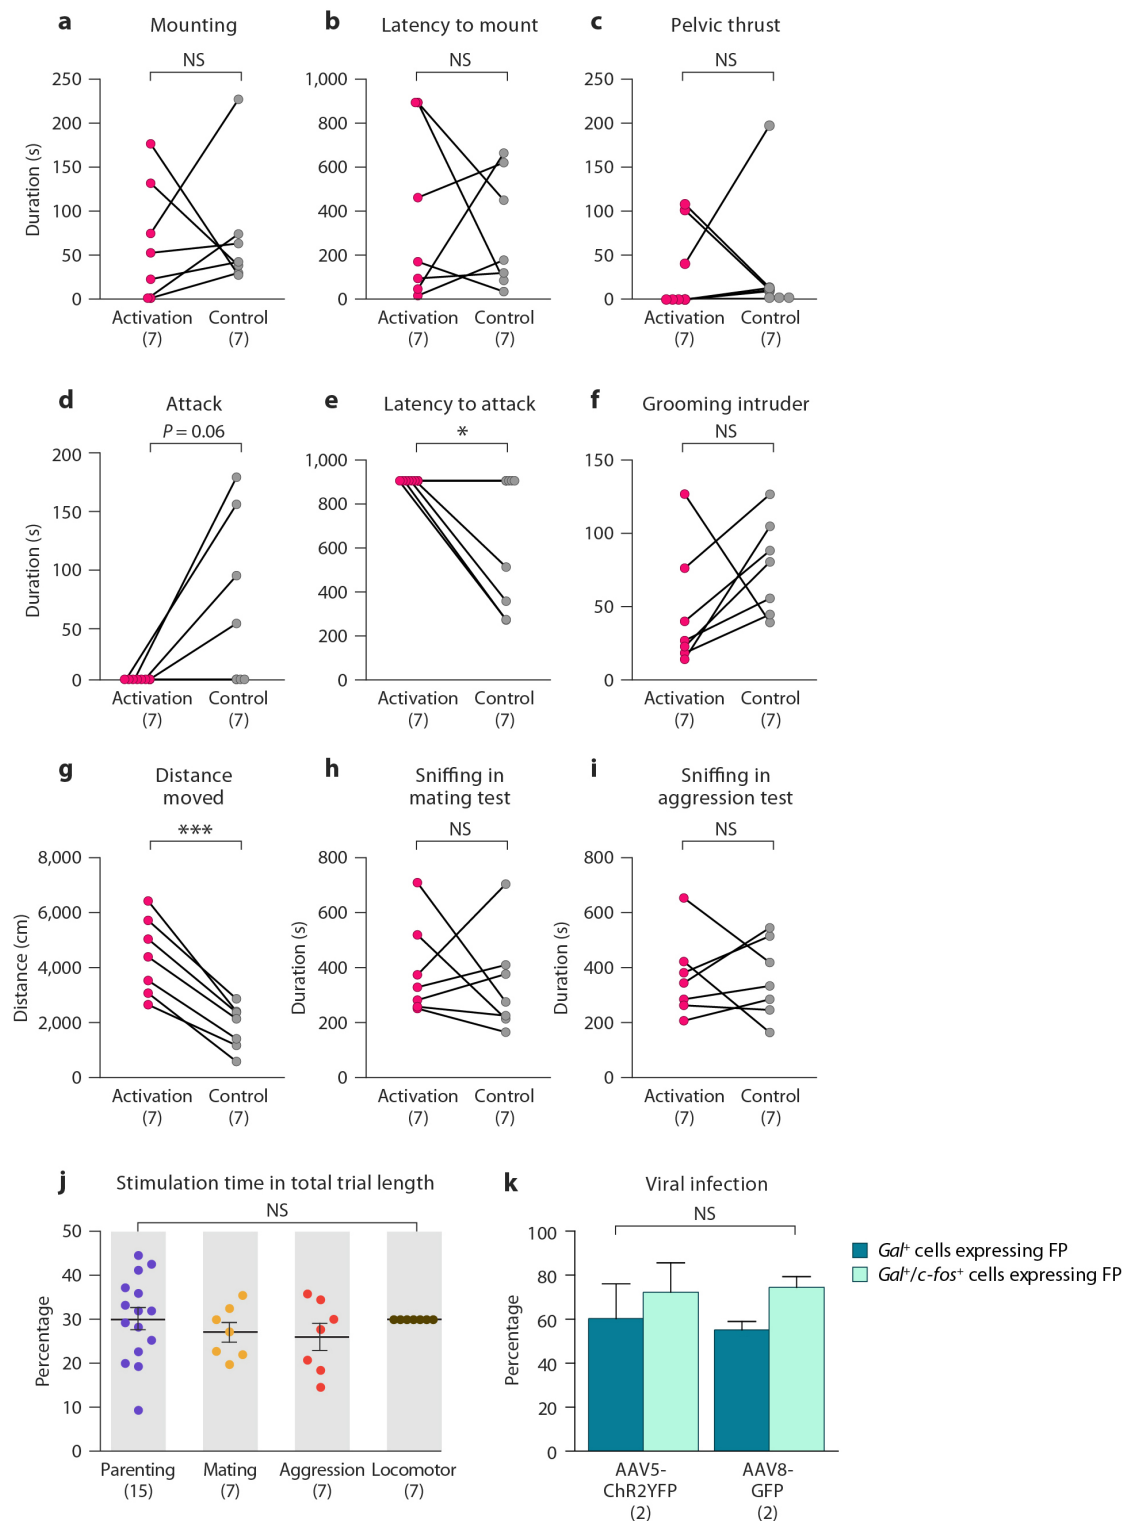 a Mounting
NS
250
200
150
100
50
0
Duration (s)
Activation Control
(7) (7)
b Latency to mount
NS
1,000
800
600
400
200
0
Activation Control
(7) (7)
c Pelvic thrust
NS
250
200
150
100
50
0
Activation Control
(7) (7)
d Attack
P = 0.06
200
150
100
50
0
Duration (s)
Activation Control
(7) (7)
e Latency to attack
*
1,000
800
600
400
200
0
Activation Control
(7) (7)
f Grooming intruder
NS
150
100
50
0
Activation Control
(7) (7)
g Distance
moved
***
8,000
6,000
4,000
2,000
0
Distance (cm)
Activation Control
(7) (7)
h Sniffing in
mating test
NS
800
600
400
200
0
Duration (s)
Activation Control
(7) (7)
i Sniffing in
aggression test
NS
800
600
400
200
0
Duration (s)
Activation Control
(7) (7)
j Stimulation time in total trial length
NS
50
40
30
20
10
0
Percentage
Parenting Mating Aggression Locomotor
(15) (7) (7) (7)
k Viral infection
NS
100
80
60
40
20
0
Percentage
AAV5- AAV8-
ChR2YFP GFP
(2) (2)
Gal⁺ cells expressing FP
Gal⁺/c-fos⁺ cells expressing FP